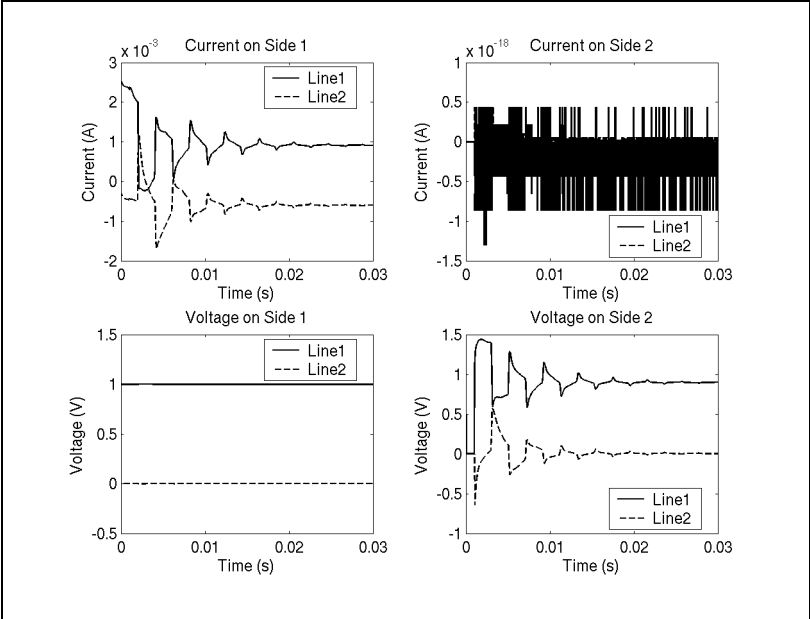 x 10-3
Current on Side 1
3
2
1
0
-1
-2
Current (A)
Line1
Line2
0
0.01
0.02
0.03
Time (s)
x 10-18
Current on Side 2
1
0.5
0
-0.5
-1
-1.5
Current (A)
Line1
Line2
0
0.01
0.02
0.03
Time (s)
Voltage on Side 1
1.5
1
0.5
0
-0.5
Voltage (V)
Line1
Line2
0
0.01
0.02
0.03
Time (s)
Voltage on Side 2
1.5
1
0.5
0
-0.5
-1
Voltage (V)
Line1
Line2
0
0.01
0.02
0.03
Time (s)